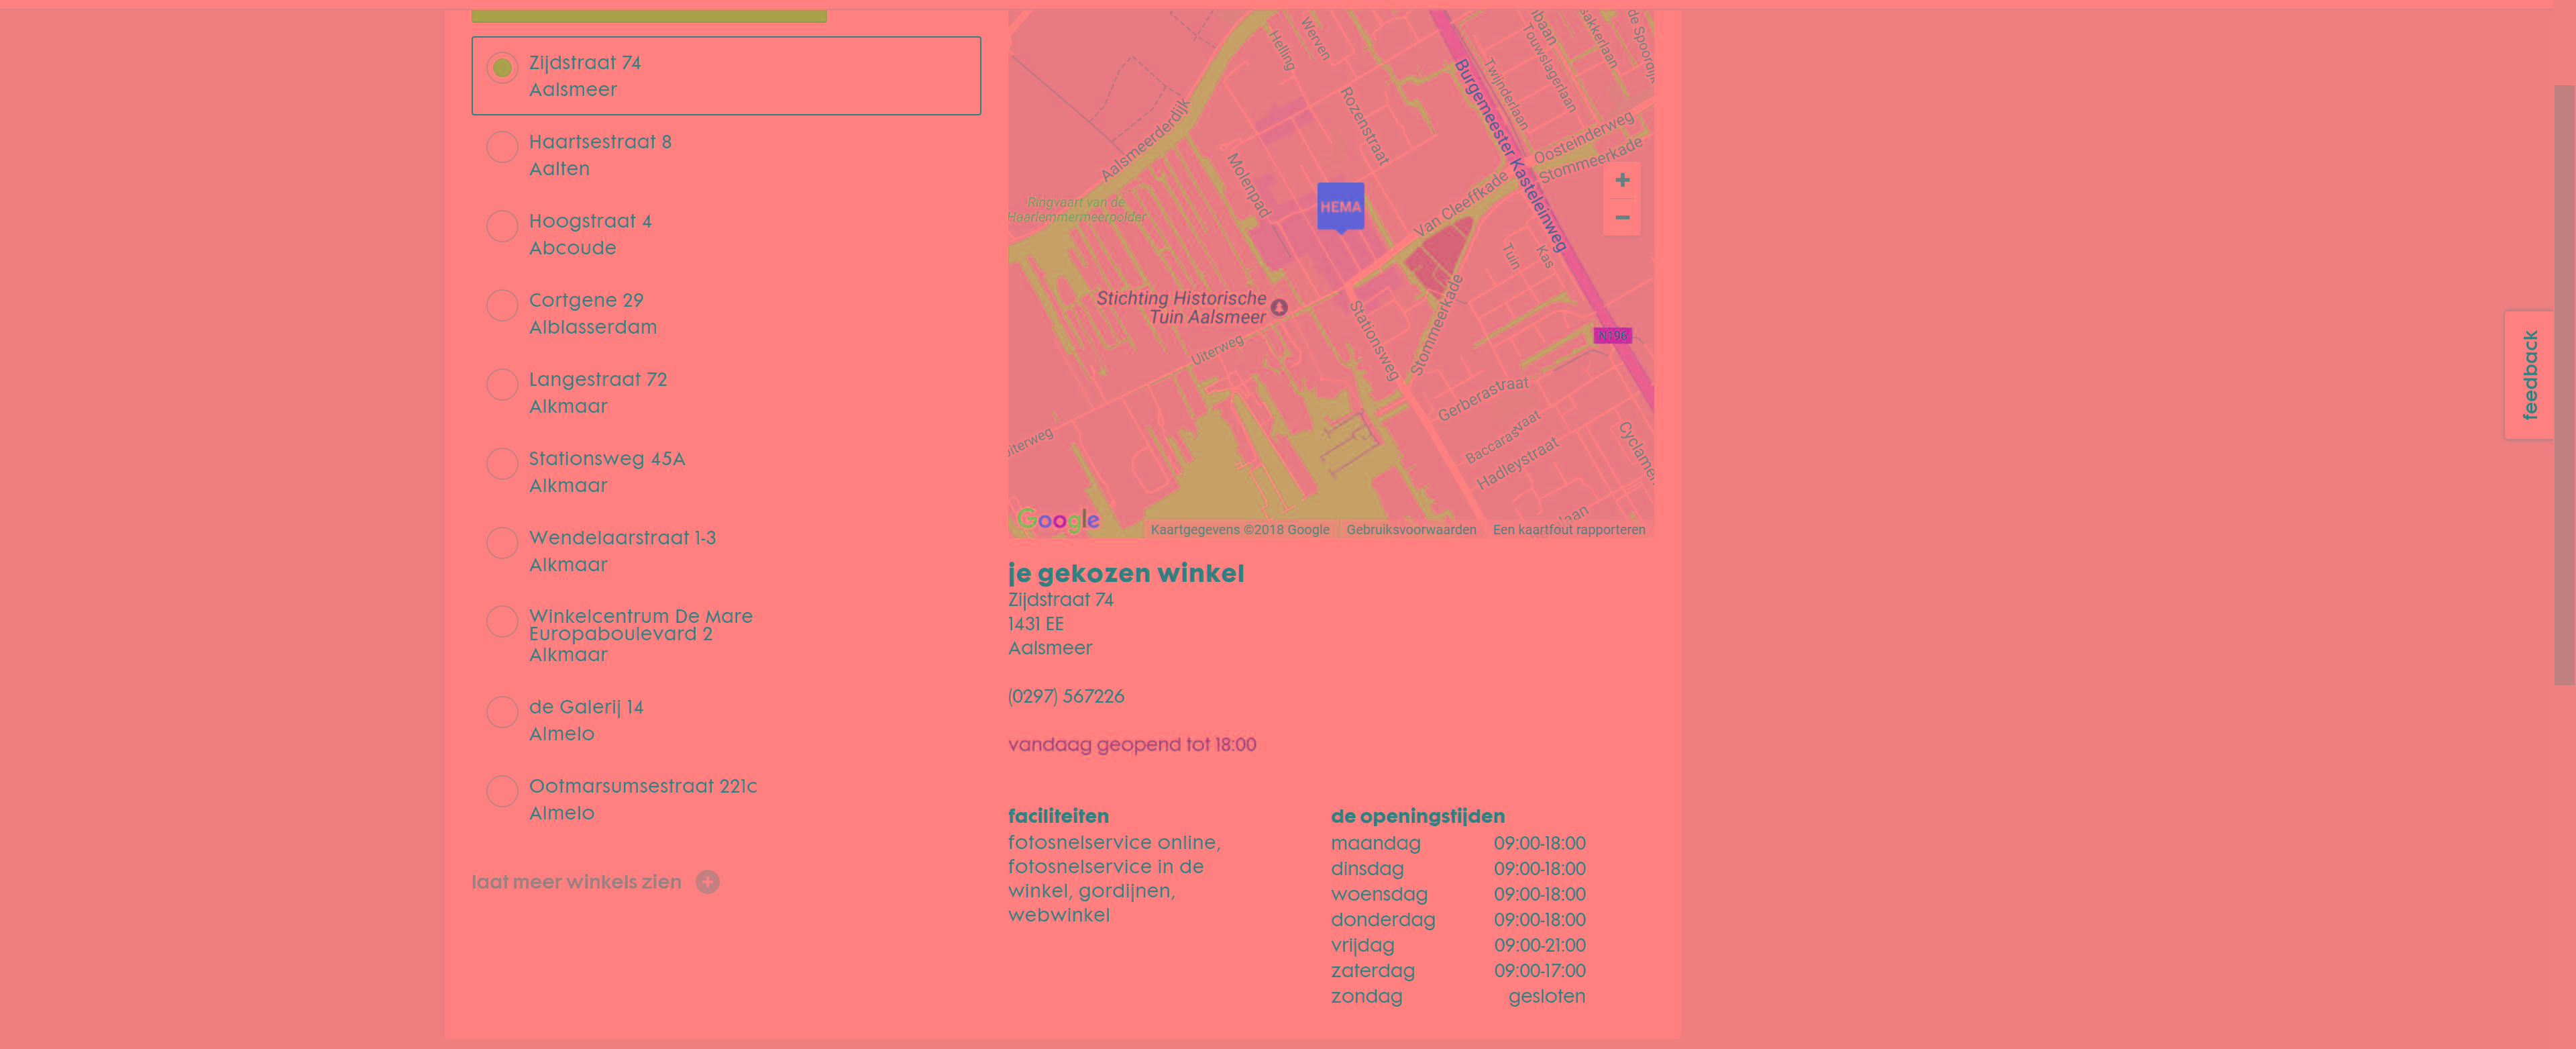 Zijdstraat 74
Aalsmeer
Haartsestraat 8
Aalten
Hoogstraat 4
Abcoude
Cortgene 29
Alblasserdam
Langestraat 72
Alkmaar
Stationsweg 45A
Alkmaar
Wendelaarstraat 1-3
Alkmaar
Winkelcentrum De Mare
Europaboulevard 2
Alkmaar
de Galerij 14
Almelo
Ootmarsumsestraat 221c
Almelo
laat meer winkels zien
Helling
Werven
Rozenstraat
Aalsmeerderdijk
Molenpad
Ringvaart van de
Haarlemmermeerpolder
HEMA
Burgemeester Kasteleinweg
Twijnderlaan
Touwslagerlaan
Oosteinderweg
Stommeerkade
Van Cleeffkade
Tuin
Kas
Stichting Historische
Tuin Aalsmeer
Uiterweg
Stationsweg
Stommeerkade
N196
Gerberastraat
Baccarastraat
Hadleystraat
+
−
Google
Kaartgegevens ©2018 Google
Gebruiksvoorwaarden
Een kaartfout rapporteren
je gekozen winkel
Zijdstraat 74
1431 EE
Aalsmeer
(0297) 567226
vandaag geopend tot 18:00
faciliteiten
fotosnelservice online,
fotosnelservice in de
winkel, gordijnen,
webwinkel
de openingstijden
maandag 09:00-18:00
dinsdag 09:00-18:00
woensdag 09:00-18:00
donderdag 09:00-18:00
vrijdag 09:00-21:00
zaterdag 09:00-17:00
zondag gesloten
feedback